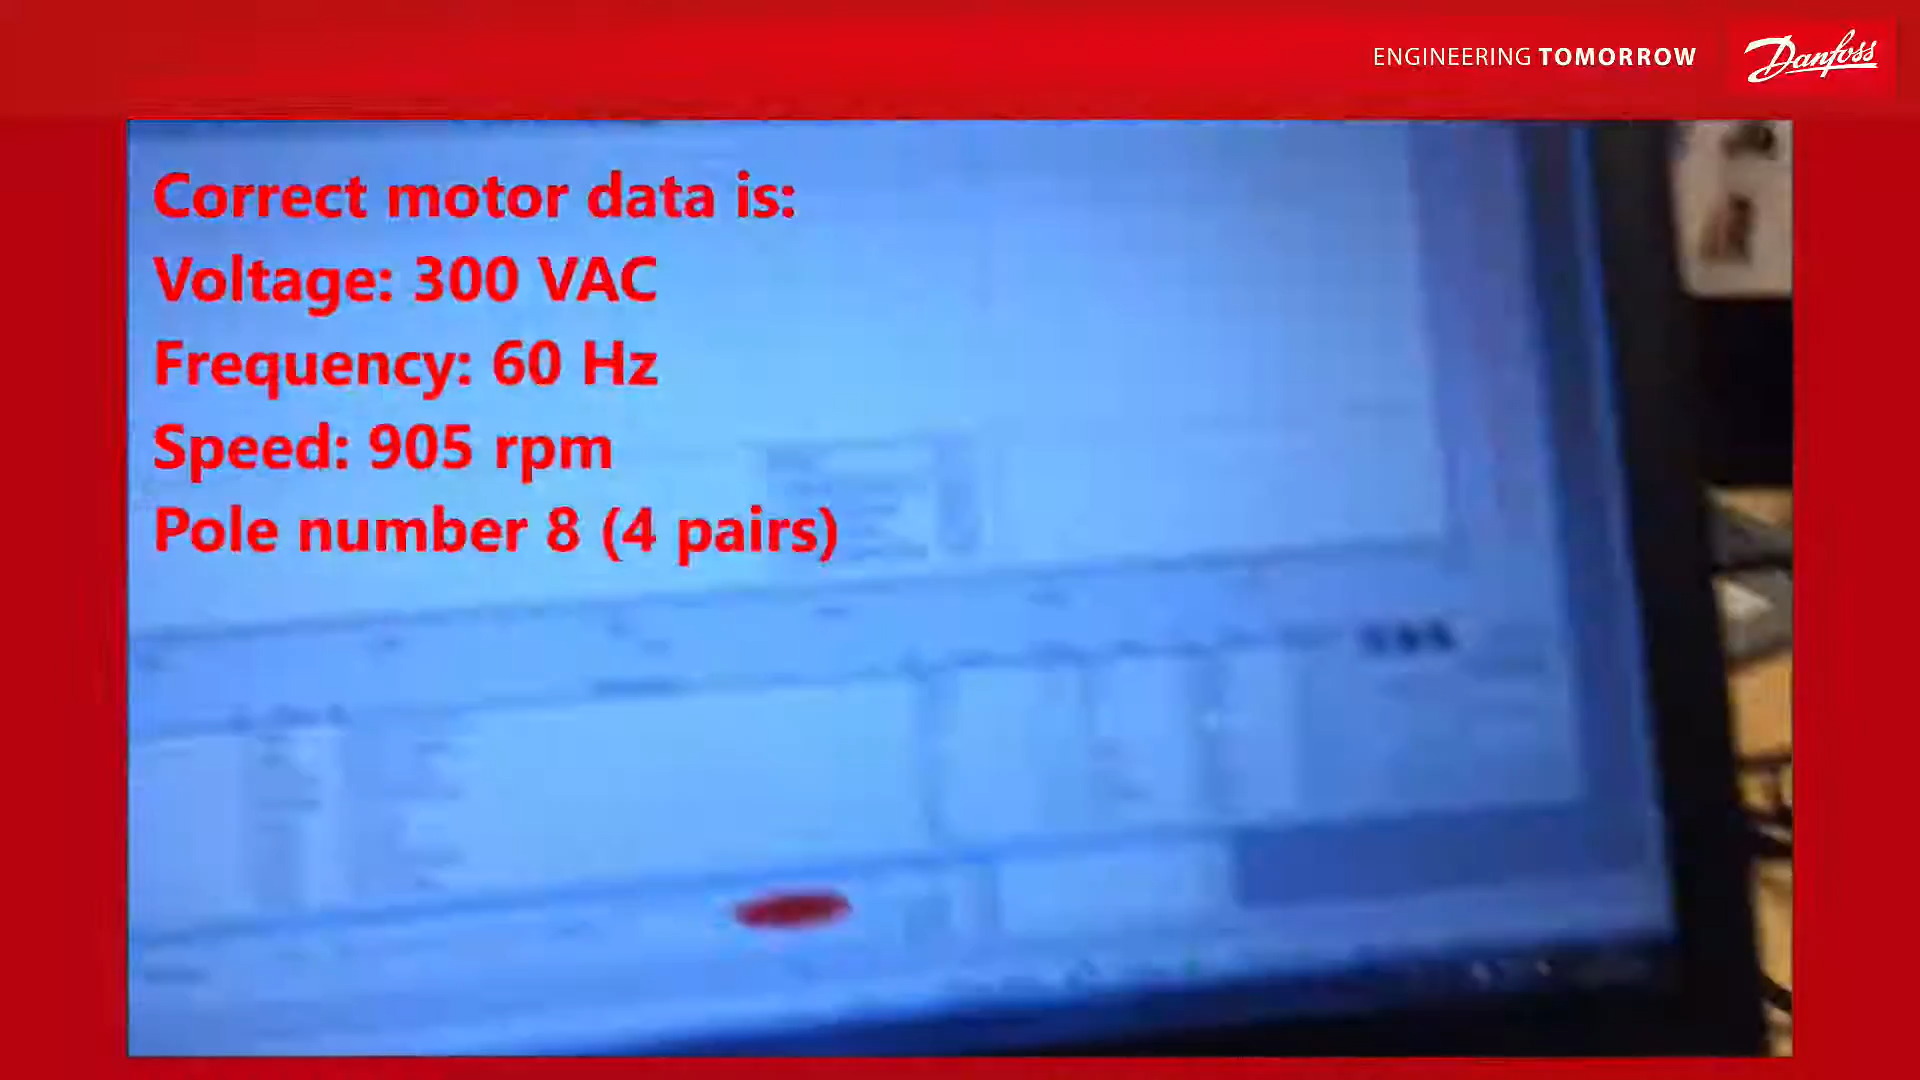 ENGINEERING TOMORROW
Danfoss
Correct motor data is:
Voltage: 300 VAC
Frequency: 60 Hz
Speed: 905 rpm
Pole number 8 (4 pairs)